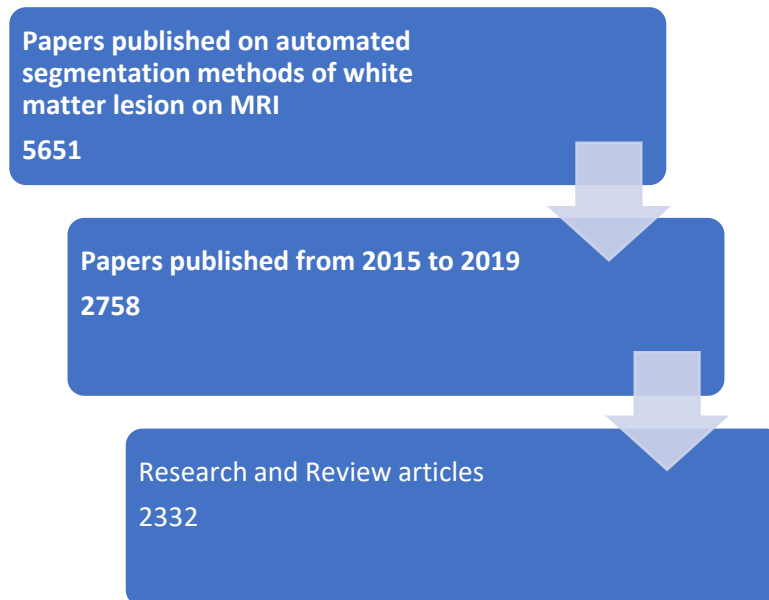 Papers published on automated
segmentation methods of white
matter lesion on MRI
5651
Papers published from 2015 to 2019
2758
Research and Review articles
2332